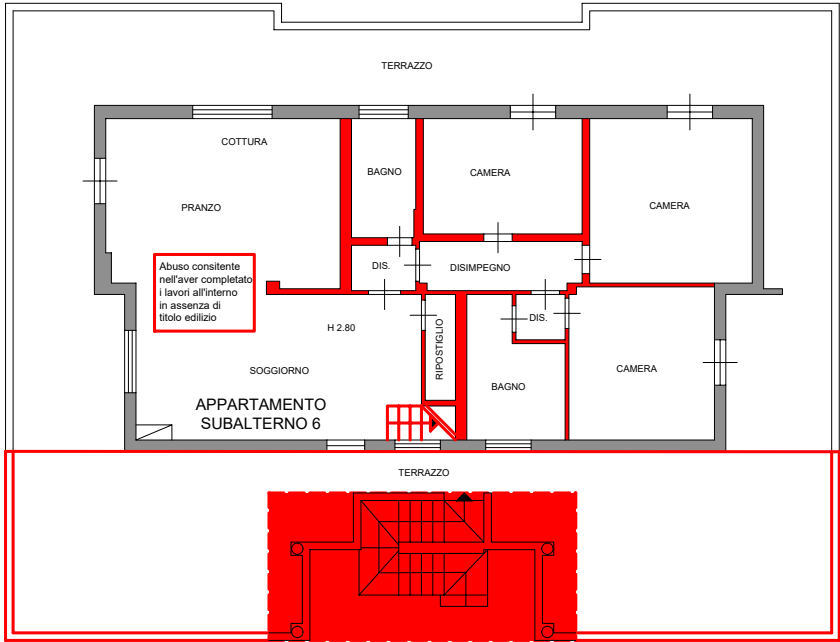 TERRAZZO
COTTURA
BAGNO
CAMERA
PRANZO
CAMERA
Abuso consitente
nell'aver completato
i lavori all'interno
in assenza di
titolo edilizio
DIS.
DISIMPEGNO
DIS.
H 2.80
RIPOSTIGLIO
SOGGIORNO
CAMERA
BAGNO
APPARTAMENTO
SUBALTERNO 6
TERRAZZO